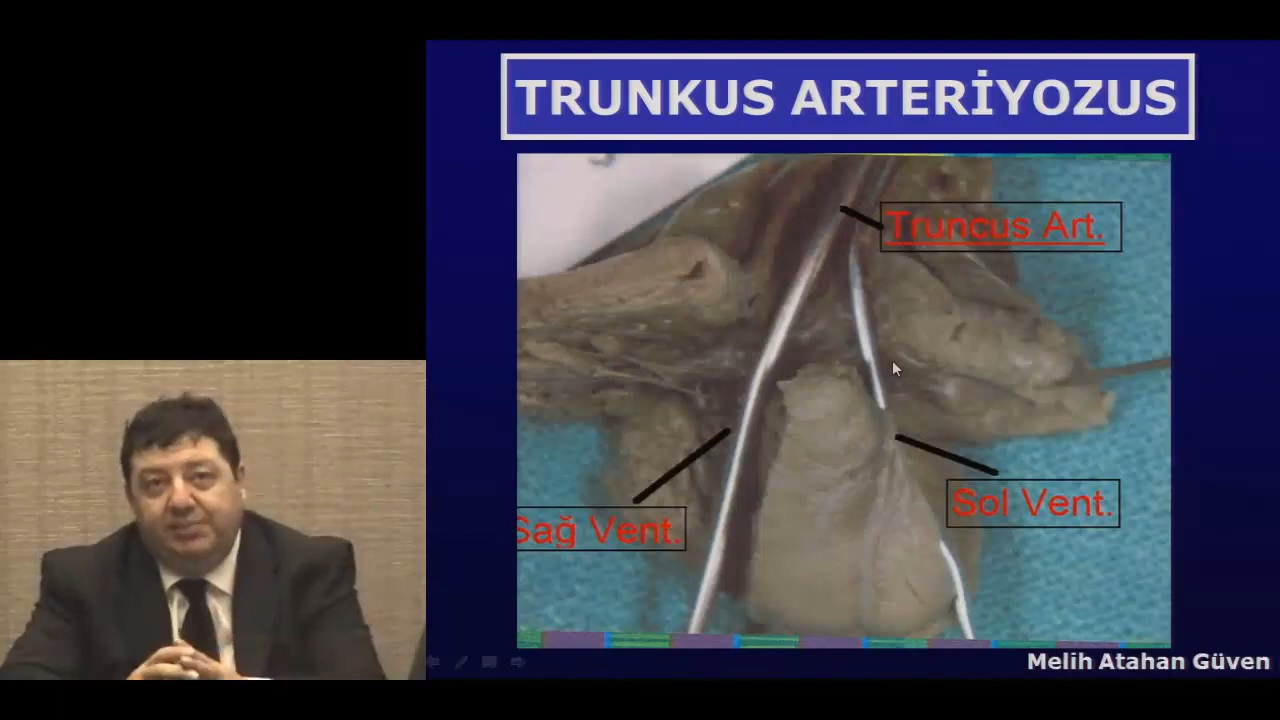 TRUNKUS ARTERİYOZUS
Truncus Art.
Sol Vent.
Sağ Vent.
Melih Atahan Güven